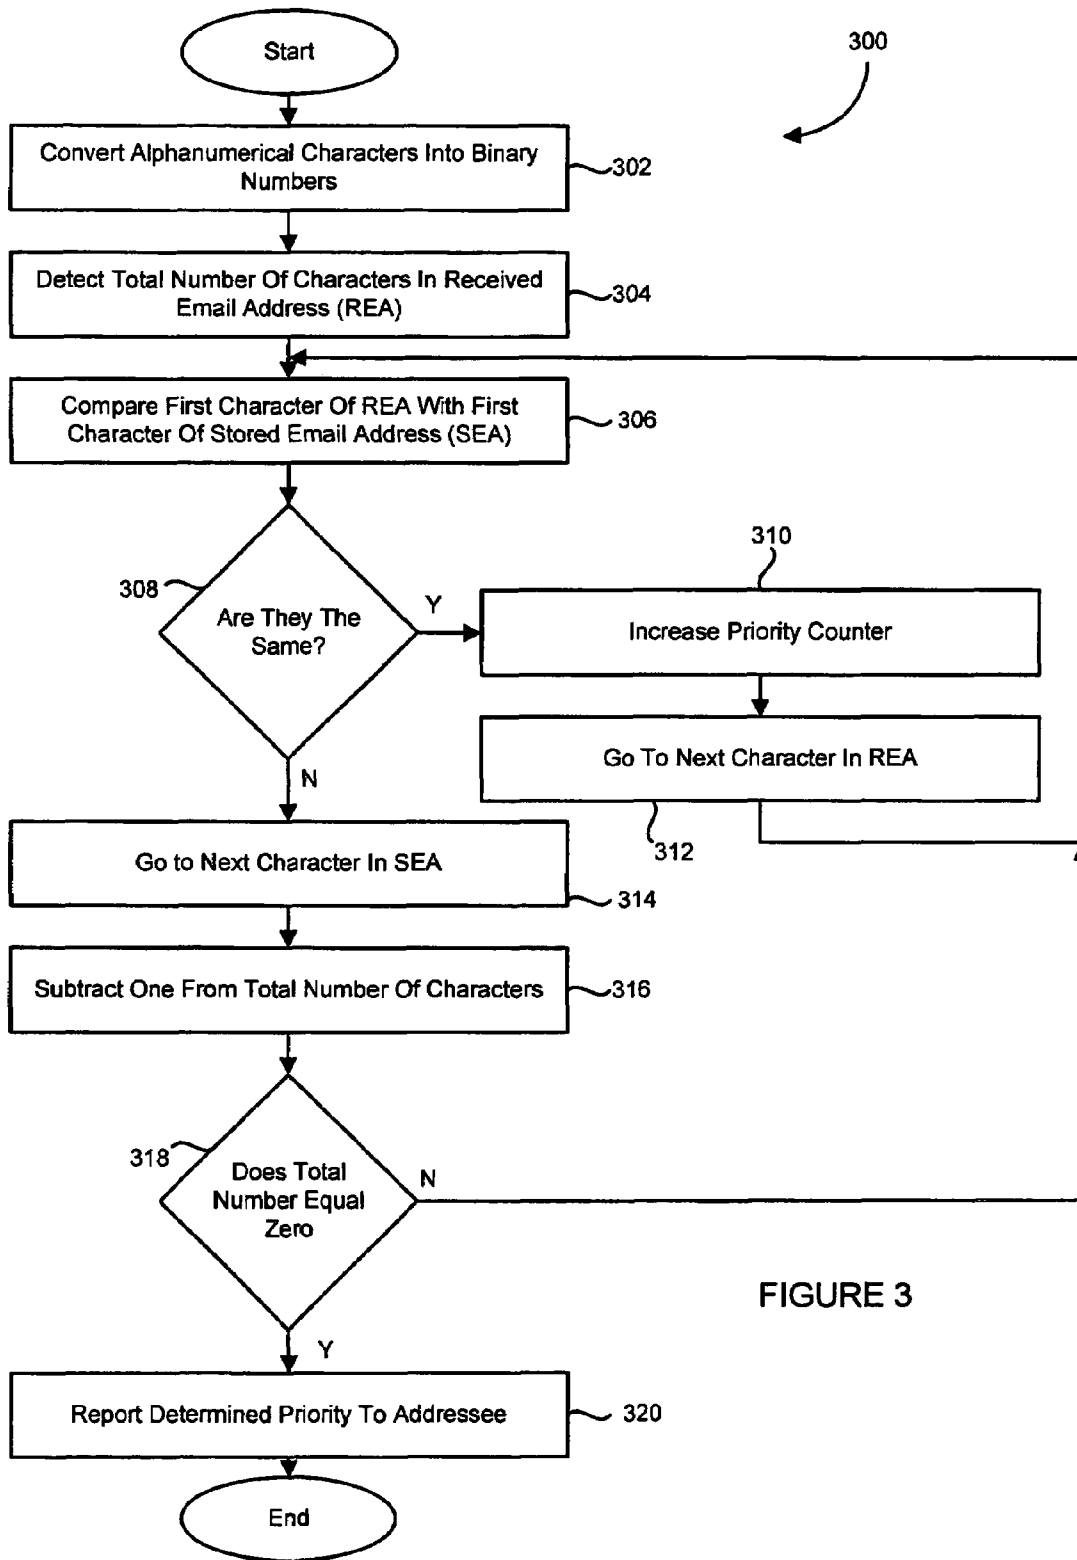 Start
300
Convert Alphanumerical Characters Into Binary
Numbers
302
Detect Total Number Of Characters In Received
Email Address (REA)
304
Compare First Character Of REA With First
Character Of Stored Email Address (SEA)
306
308
Are They The
Same?
Y
310
Increase Priority Counter
Go To Next Character In REA
312
N
Go to Next Character In SEA
314
Subtract One From Total Number Of Characters
316
318
Does Total
Number Equal
Zero
N
FIGURE 3
Y
Report Determined Priority To Addressee
320
End